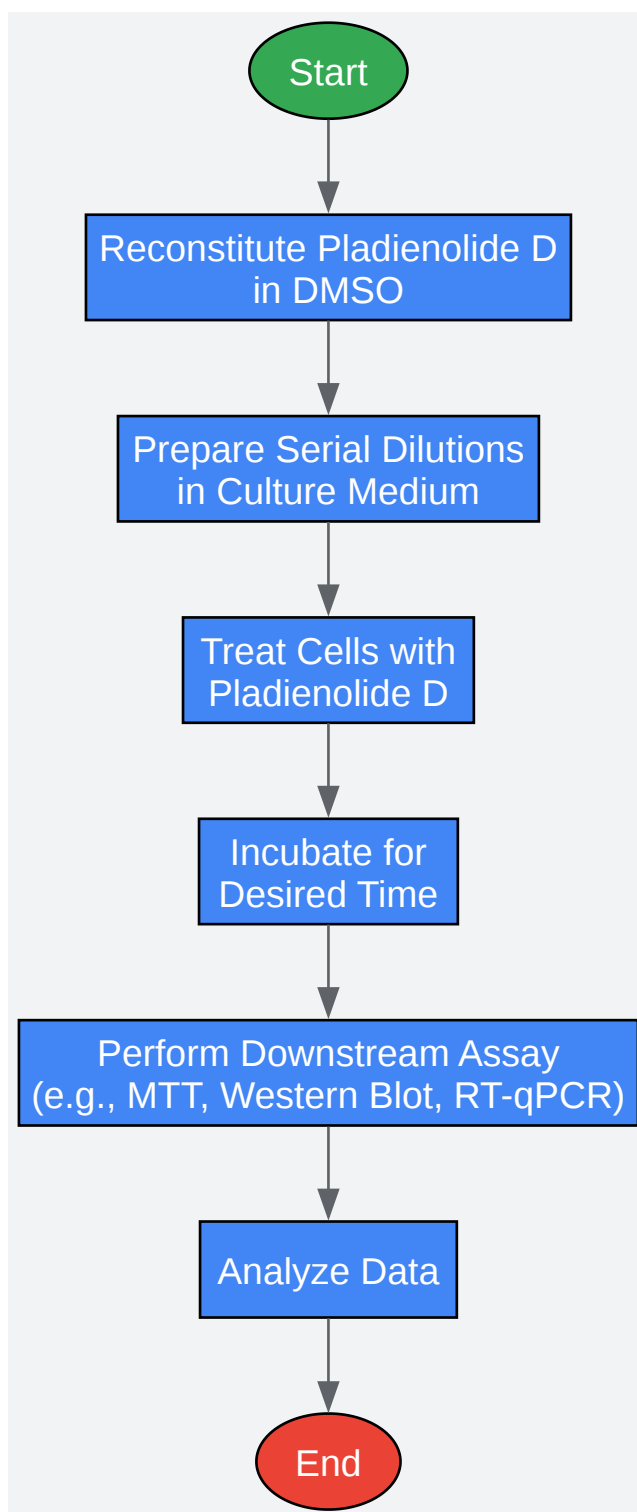 Start
Reconstitute Pladienolide D
in DMSO
Prepare Serial Dilutions
in Culture Medium
Treat Cells with
Pladienolide D
Incubate for
Desired Time
Perform Downstream Assay
(e.g., MTT, Western Blot, RT-qPCR)
Analyze Data
End